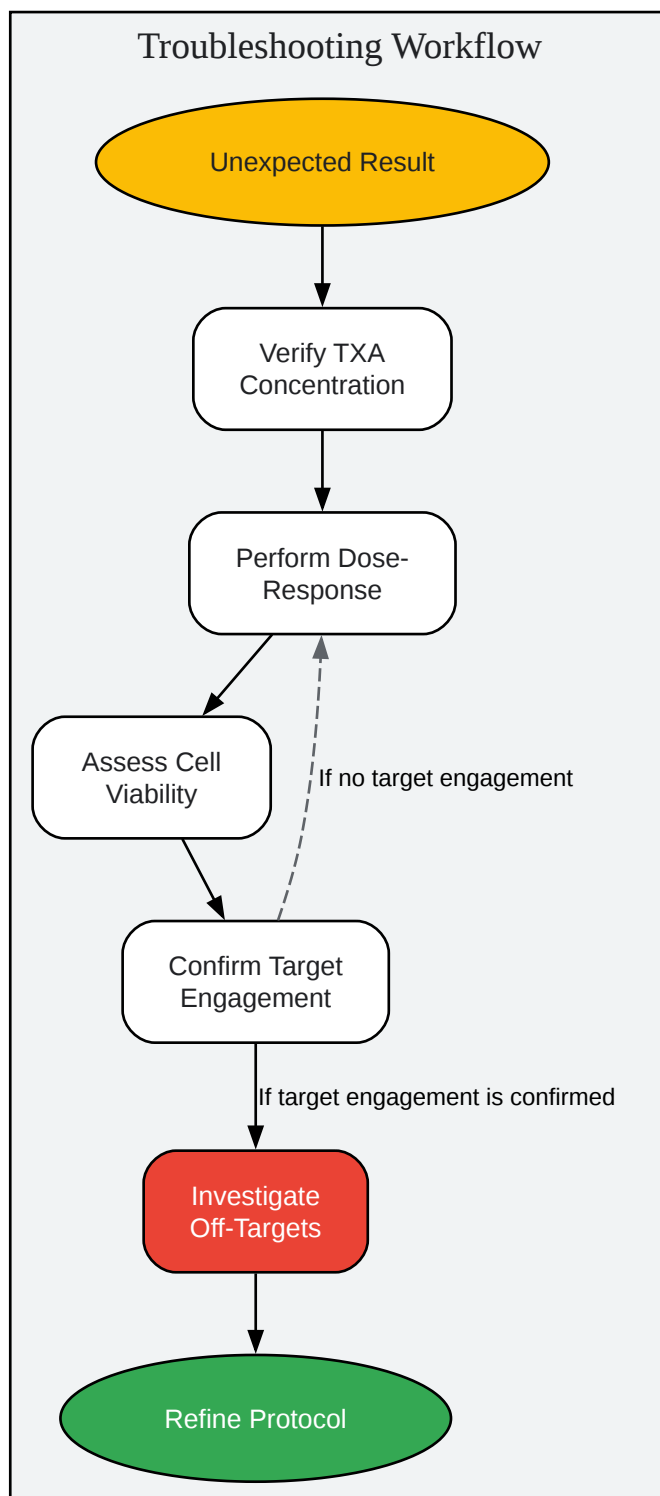 Troubleshooting Workflow
Unexpected Result
Verify TXA
Concentration
Perform Dose-
Response
Assess Cell
Viability
If no target engagement
Confirm Target
Engagement
If target engagement is confirmed
Investigate
Off-Targets
Refine Protocol